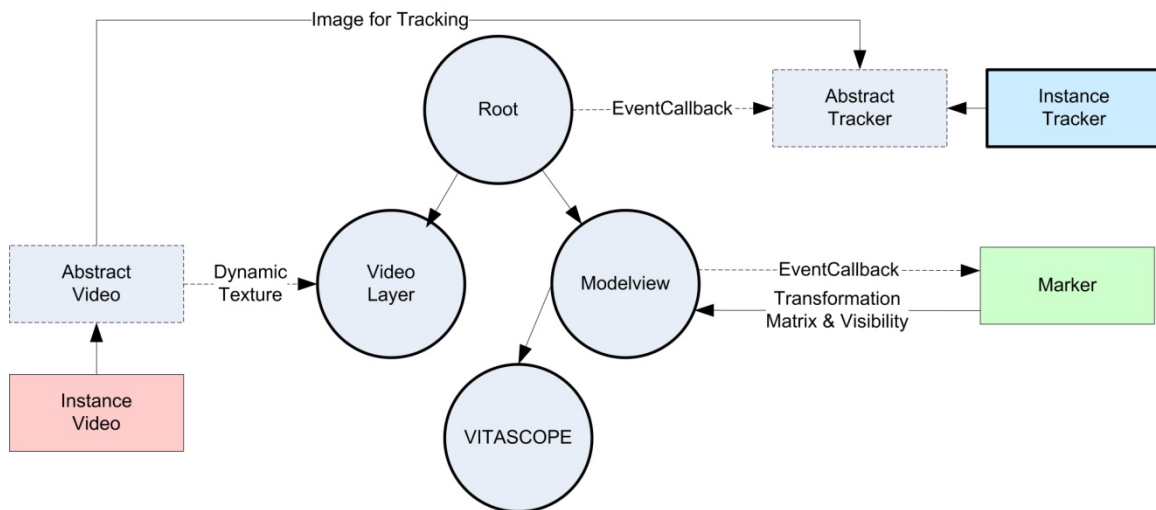 Image for Tracking
Root
EventCallback
Abstract
Tracker
Instance
Tracker
Abstract
Video
Dynamic
Texture
Video
Layer
Modelview
EventCallback
Transformation
Matrix & Visibility
Marker
Instance
Video
VITASCOPE